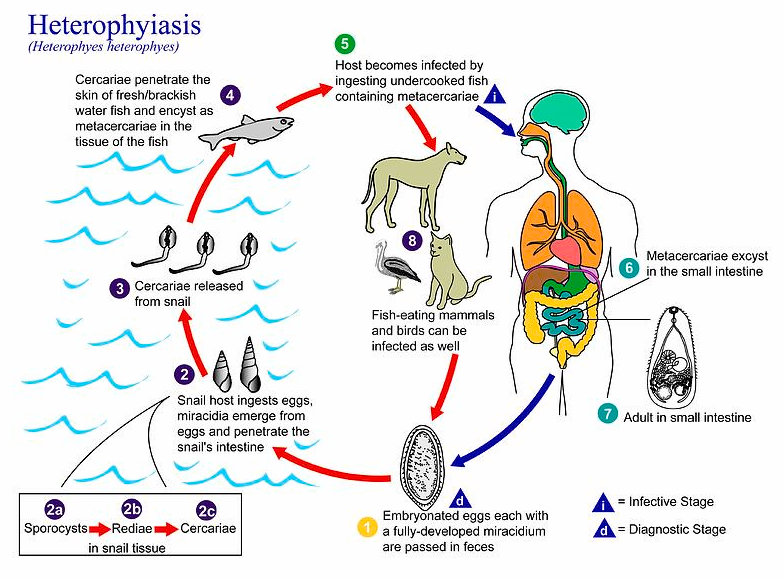 Heterophyiasis
(Heterophyes heterophyes)
5
Host becomes infected by
ingesting undercooked fish
containing metacercariae i
Cercariae penetrate the
skin of fresh/brackish
water fish and encyst as
metacercariae in the
tissue of the fish
4
8
Fish-eating mammals
and birds can be
infected as well
6
Metacercariae excyst
in the small intestine
3
Cercariae released
from snail
2
Snail host ingests eggs,
miracidia emerge from
eggs and penetrate the
snail's intestine
7
Adult in small intestine
2a 2b 2c
Sporocysts Rediae Cercariae
in snail tissue
d
1
Embryonated eggs each with
a fully-developed miracidium
are passed in feces
i = Infective Stage
d = Diagnostic Stage